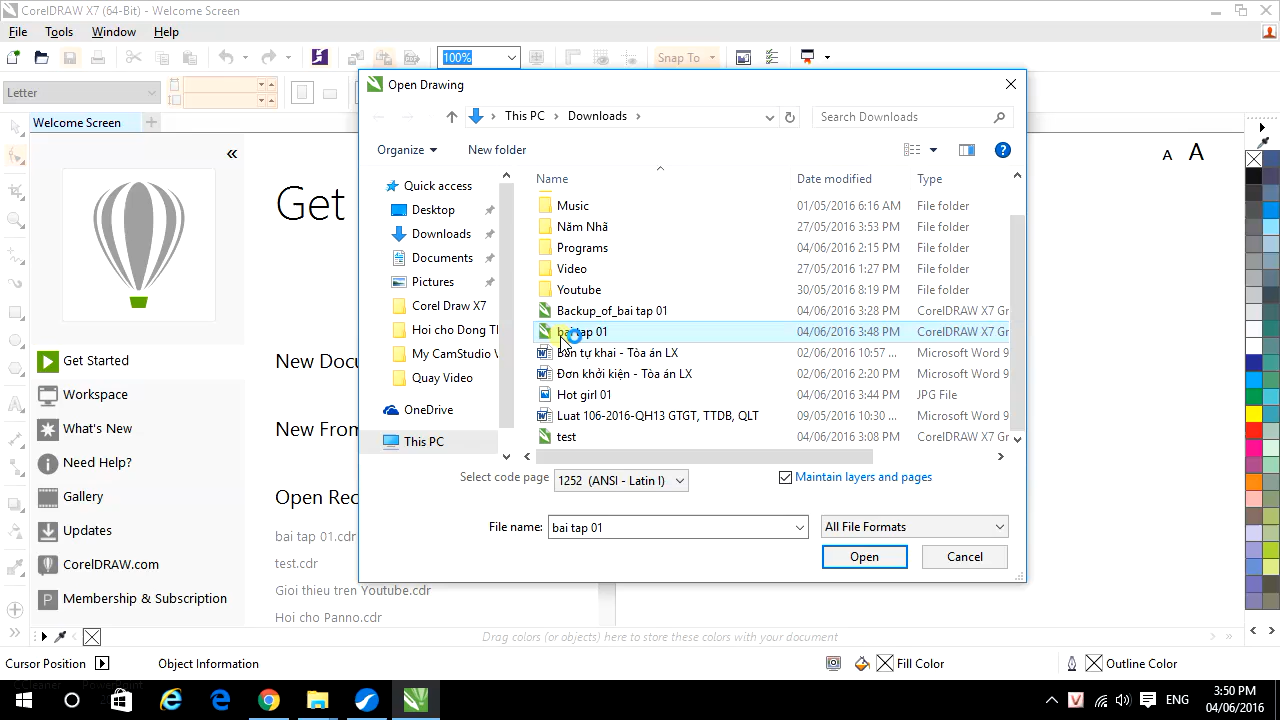 CorelDRAW X7 (64-Bit) - Welcome Screen
File Tools Window Help
100% Snap To
Letter
Welcome Screen
Get
Get Started
Workspace
What's New
Need Help?
Gallery
Updates
CorelDRAW.com
Membership & Subscription
New Docu
New From
Open Rec
bai tap 01.cdr
test.cdr
Gioi thieu tren Youtube.cdr
Hoi cho Panno.cdr
A A
Open Drawing
This PC Downloads
Search Downloads
Organize New folder
Quick access
Desktop
Downloads
Documents
Pictures
Corel Draw X7
Hoi cho Dong Th
My CamStudio V
Quay Video
OneDrive
This PC
Name Date modified Type
Music 01/05/2016 6:16 AM File folder
Năm Nhã 27/05/2016 3:53 PM File folder
Programs 04/06/2016 2:15 PM File folder
Video 27/05/2016 1:27 PM File folder
Youtube 30/05/2016 8:19 PM File folder
Backup_of_bai tap 01 04/06/2016 3:28 PM CorelDRAW X7 Gr
bai tap 01 04/06/2016 3:48 PM CorelDRAW X7 Gr
tự khai - Tòa án LX 02/06/2016 10:57 ... Microsoft Word 9
Đơn khởi kiện - Tòa án LX 02/06/2016 2:20 PM Microsoft Word 9
Hot girl 01 04/06/2016 3:44 PM JPG File
Luat 106-2016-QH13 GTGT, TTDB, QLT 09/05/2016 10:30 ... Microsoft Word 9
test 04/06/2016 3:08 PM CorelDRAW X7 Gr
Select code page 1252 (ANSI - Latin I) Maintain layers and pages
File name: bai tap 01 All File Formats
Open Cancel
Drag colors (or objects) here to store these colors with your document
Cursor Position Object Information Fill Color Outline Color
CCleaner PowerPoint
ENG
3:50 PM
04/06/2016